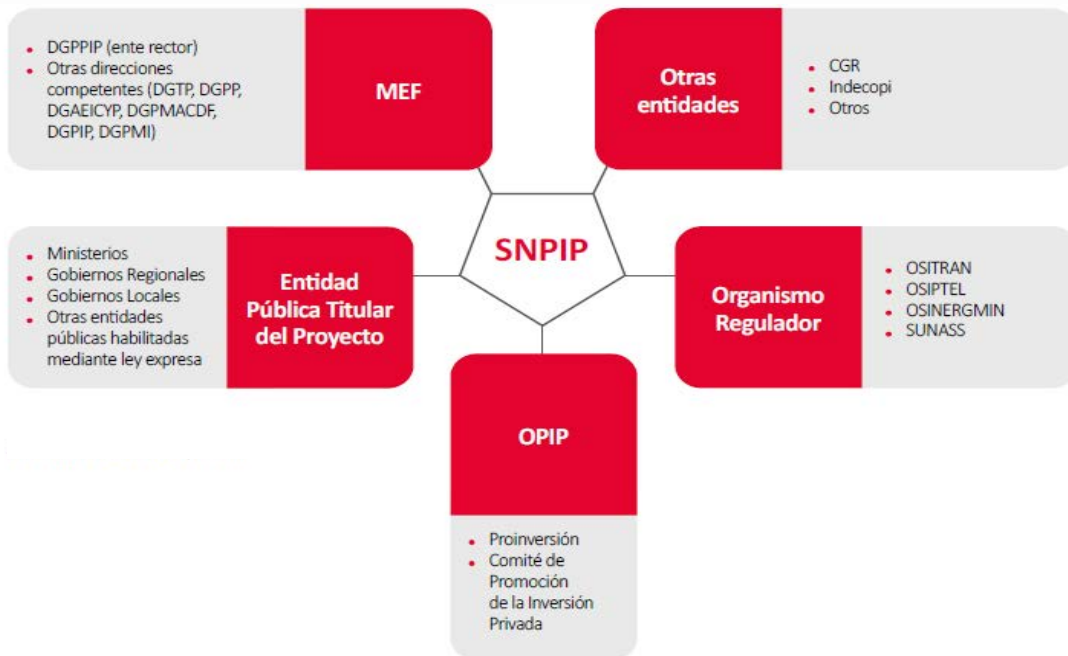 • DGPPIP (ente rector)
• Otras direciones
competentes (DGTP, DGPP,
DGAEICYP, DGPMACDF,
DGPIP, DGPMI)
MEF
Otras
entidades
• CGR
• Indecopi
• Otros
SNPIP
• Ministerios
• Gobiernos Regionales
• Gobiernos Locales
• Otras entidades
públicas habilitadas
mediante ley expresa
Entidad
Pública Titular
del Proyecto
Organismo
Regulador
• OSITRAN
• OSIPTEL
• OSINERGMIN
• SUNASS
OPIP
• Proinversión
• Comité de
Promoción
de la Inversión
Privada